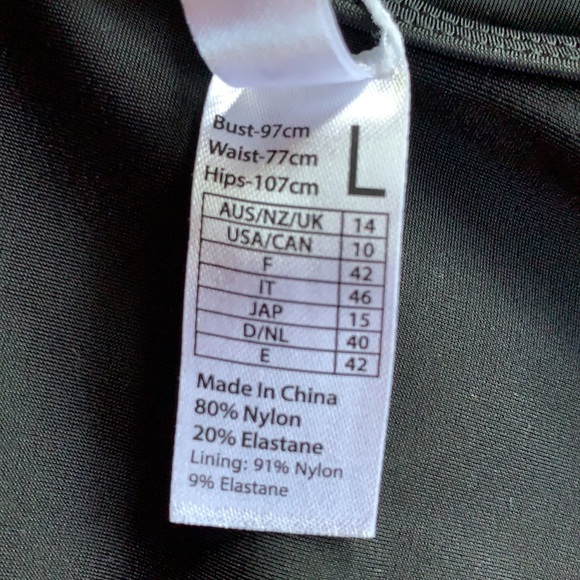 Bust-97cm
Waist-77cm
Hips-107cm
L
AUS/NZ/UK 14
USA/CAN 10
F 42
IT 46
JAP 15
D/NL 40
E 42
Made In China
80% Nylon
20% Elastane
Lining: 91% Nylon
9% Elastane